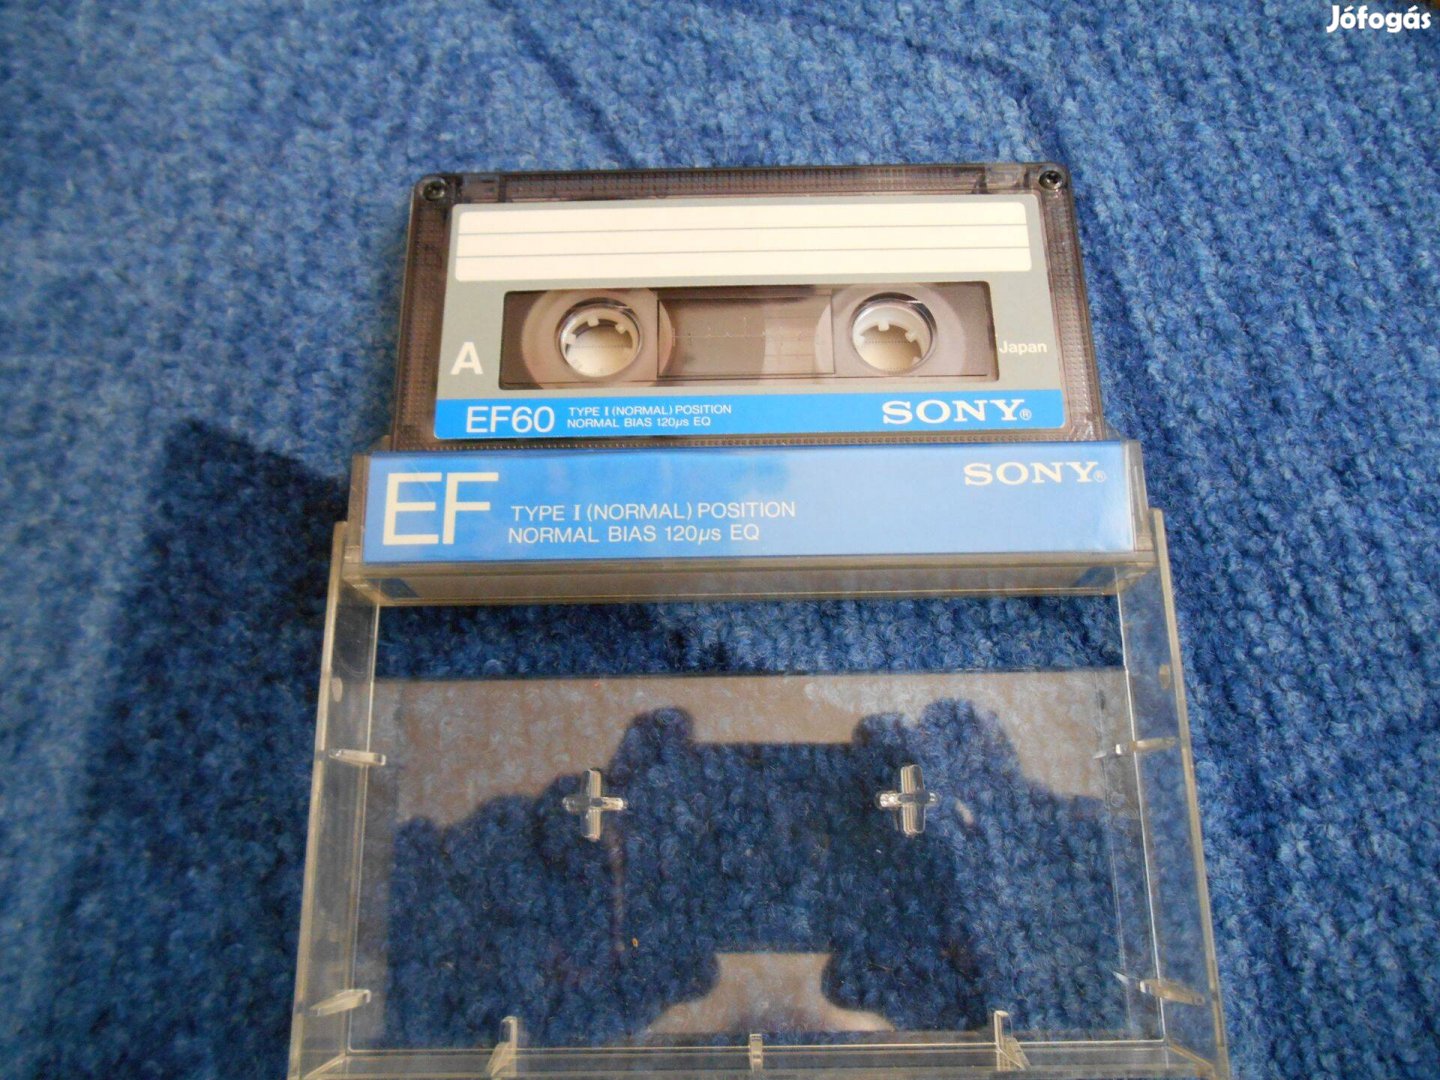 Jófogás
A
Japan
EF60 TYPE I (NORMAL) POSITION
NORMAL BIAS 120µs EQ
SONY®
EF
TYPE I (NORMAL) POSITION
NORMAL BIAS 120µs EQ
SONY®